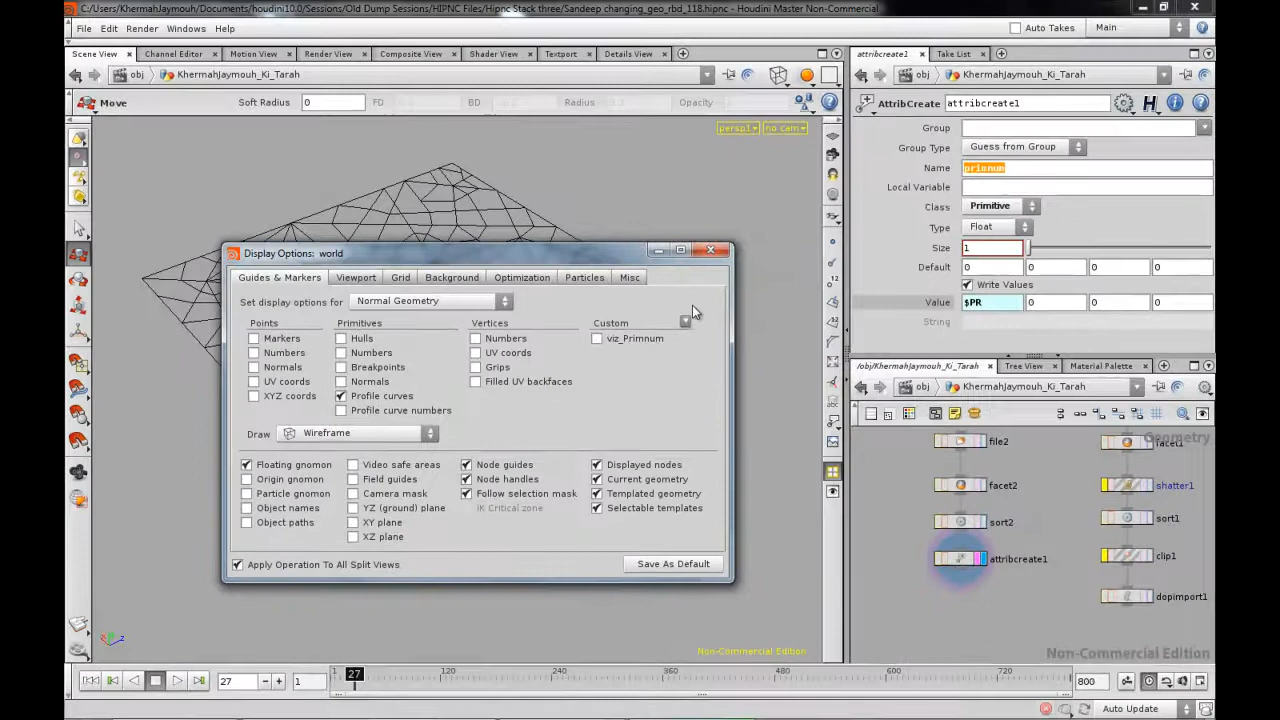 C:/Users/KhermahJaymouh/Documents/houdini10.0/Sessions/Old Dump Sessions/HIPNC Files/Hipnc Stack three/Sandeep changing_geo_rbd_118.hipnc - Houdini Master Non-Commercial
File Edit Render Windows Help Auto Takes Main
Scene View Channel Editor Motion View Render View Composite View Shader View Textport Details View
attribcreate1 Take List
obj KhermahJaymouh_Ki_Tarah
obj KhermahJaymouh_Ki_Tarah
Move Soft Radius 0 FD BD Radius Opacity
AttribCreate attribcreate1
persp1 no cam
Group
Group Type Guess from Group
Name primnum
Local Variable
Class Primitive
Type Float
Size 1
Default 0 0 0 0
Write Values
Value $PR 0 0 0
String
Display Options: world
Guides & Markers Viewport Grid Background Optimization Particles Misc
Set display options for Normal Geometry
Points Primitives Vertices Custom
Markers Hulls Numbers viz_Primnum
Numbers Numbers UV coords
Normals Breakpoints Grips
UV coords Normals Filled UV backfaces
XYZ coords Profile curves
Profile curve numbers
Draw Wireframe
Floating gnomon Video safe areas Node guides Displayed nodes
Origin gnomon Field guides Node handles Current geometry
Particle gnomon Camera mask Follow selection mask Templated geometry
Object names YZ (ground) plane IK Critical zone Selectable templates
Object paths XY plane
XZ plane
Apply Operation To All Split Views Save As Default
/obj/KhermahJaymouh_Ki_Tarah Tree View Material Palette
obj KhermahJaymouh_Ki_Tarah
Geometry
file2 facet1
facet2 shatter1
sort2 sort1
attribcreate1 clip1
dopimport1
Non-Commercial Edition
Non-Commercial Edition
27 1 1 27 120 240 360 480 600 720 800
Auto Update